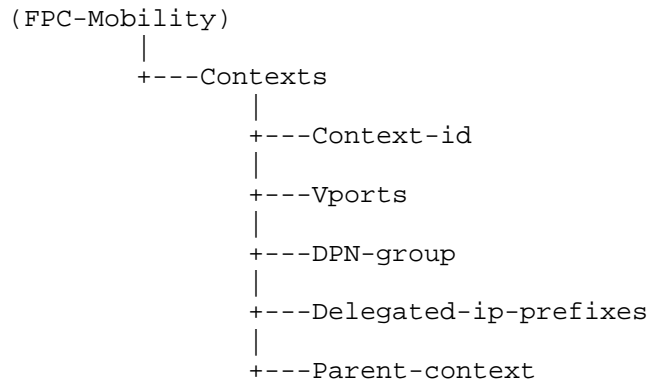 (FPC-Mobility)
|
+---Contexts
|
+---Context-id
|
+---Vports
|
+---DPN-group
|
+---Delegated-ip-prefixes
|
+---Parent-context